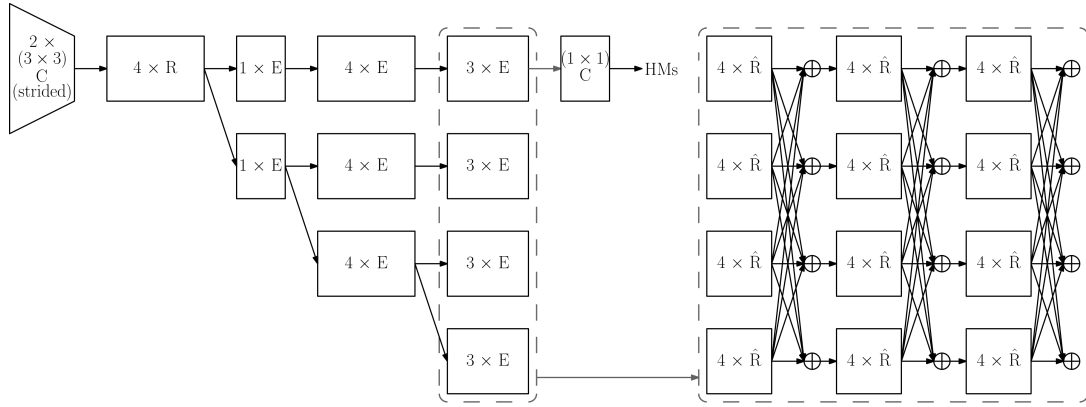 2 ×
(3 × 3)
C
(strided)
4 × R
1 × E
4 × E
3 × E
(1 × 1)
C
HMs
1 × E
4 × E
3 × E
4 × E
3 × E
3 × E
4 × R̂
4 × R̂
4 × R̂
4 × R̂
4 × R̂
4 × R̂
4 × R̂
4 × R̂
4 × R̂
4 × R̂
4 × R̂
4 × R̂